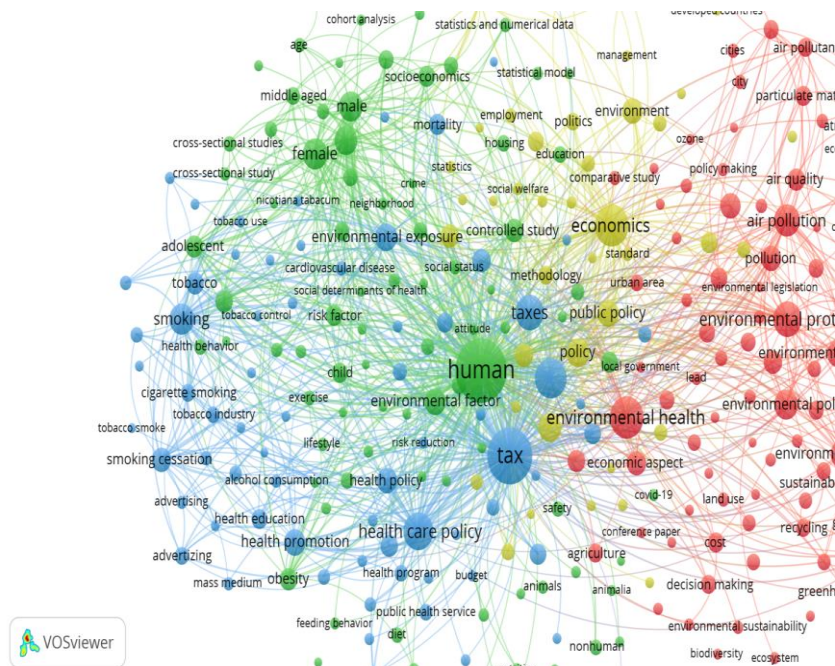 cohort analysis
statistics and numerical data
developed countries
age
management
cities
air pollutant
socioeconomics
statistical model
city
middle aged
male
employment
environment
particulate mat
mortality
politics
cross-sectional studies
female
housing
education
ozone
statistics
comparative study
policy making
cross-sectional study
crime
social welfare
air quality
nicotiana tabacum
neighborhood
tobacco use
economics
air pollution
environmental exposure
controlled study
adolescent
standard
pollution
cardiovascular disease
social status
methodology
tobacco
social determinants of health
urban area
environmental legislation
smoking
tobacco control
risk factor
taxes
public policy
environmental prot
attitude
health behavior
policy
local government
environment
human
child
lead
cigarette smoking
exercise
environmental factor
environmental pol
tobacco industry
environmental health
tobacco smoke
lifestyle
risk reduction
tax
environm
smoking cessation
economic aspect
alcohol consumption
health policy
sustainab
advertising
covid-19
land use
health education
safety
health care policy
conference paper
recycling
health promotion
cost
advertizing
agriculture
mass medium
obesity
health program
budget
animals
animalia
decision making
greenh
public health service
feeding behavior
diet
environmental sustainability
nonhuman
biodiversity
ecosystem
VOSviewer